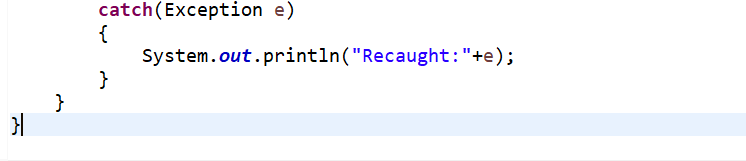 catch(Exception e)
{
System.out.println("Recaught:"+e);
}
}
}